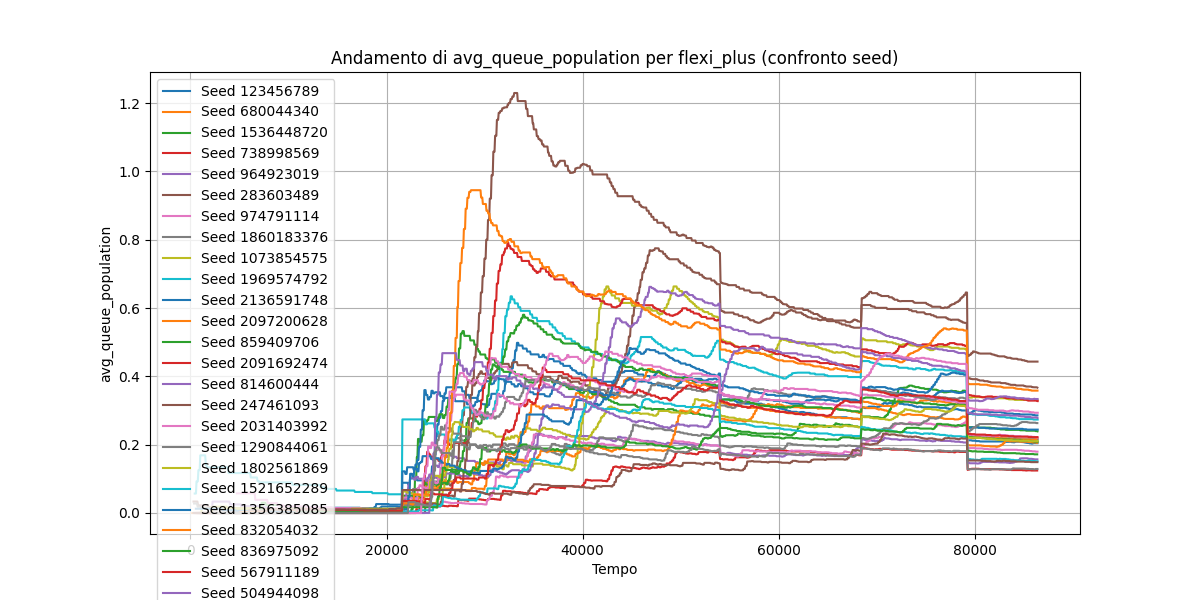 Andamento di avg_queue_population per flexi_plus (confronto seed)
avg_queue_population
1.2
1.0
0.8
0.6
0.4
0.2
0.0
Seed 123456789
Seed 680044340
Seed 1536448720
Seed 738998569
Seed 964923019
Seed 283603489
Seed 974791114
Seed 1860183376
Seed 1073854575
Seed 1969574792
Seed 2136591748
Seed 2097200628
Seed 859409706
Seed 2091692474
Seed 814600444
Seed 247461093
Seed 2031403992
Seed 1290844061
Seed 1802561869
Seed 1521652289
Seed 1356385085
Seed 832054032
Seed 836975092
Seed 567911189
Seed 504944098
0 20000 40000 60000 80000
Tempo